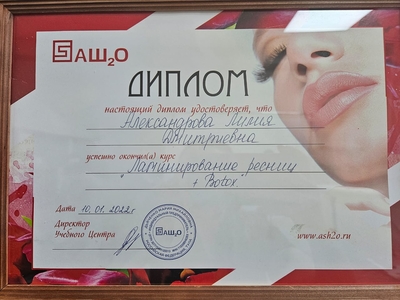 АШ2О
ДИПЛОМ
настоящий диплом удостоверяет, что
Александрова Лилия
Дмитриевна
успешно окончил(а) курс
"Ламинирование ресниц
+ Botox"
Дата 10.01.2022г
Директор
Учебного Центра
АШ2О
www.ash2o.ru